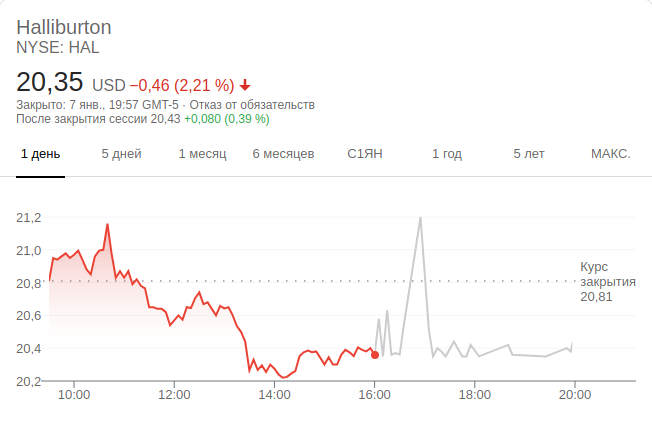 Halliburton
NYSE: HAL
20,35 USD −0,46 (2,21 %)
Закрыто: 7 янв., 19:57 GMT-5 · Отказ от обязательств
После закрытия сессии 20,43 +0,080 (0,39 %)
1 день 5 дней 1 месяц 6 месяцев С1ЯН 1 год 5 лет МАКС.
21,2
21,0
20,8
20,6
20,4
20,2
Курс
закрытия
20,81
10:00 12:00 14:00 16:00 18:00 20:00